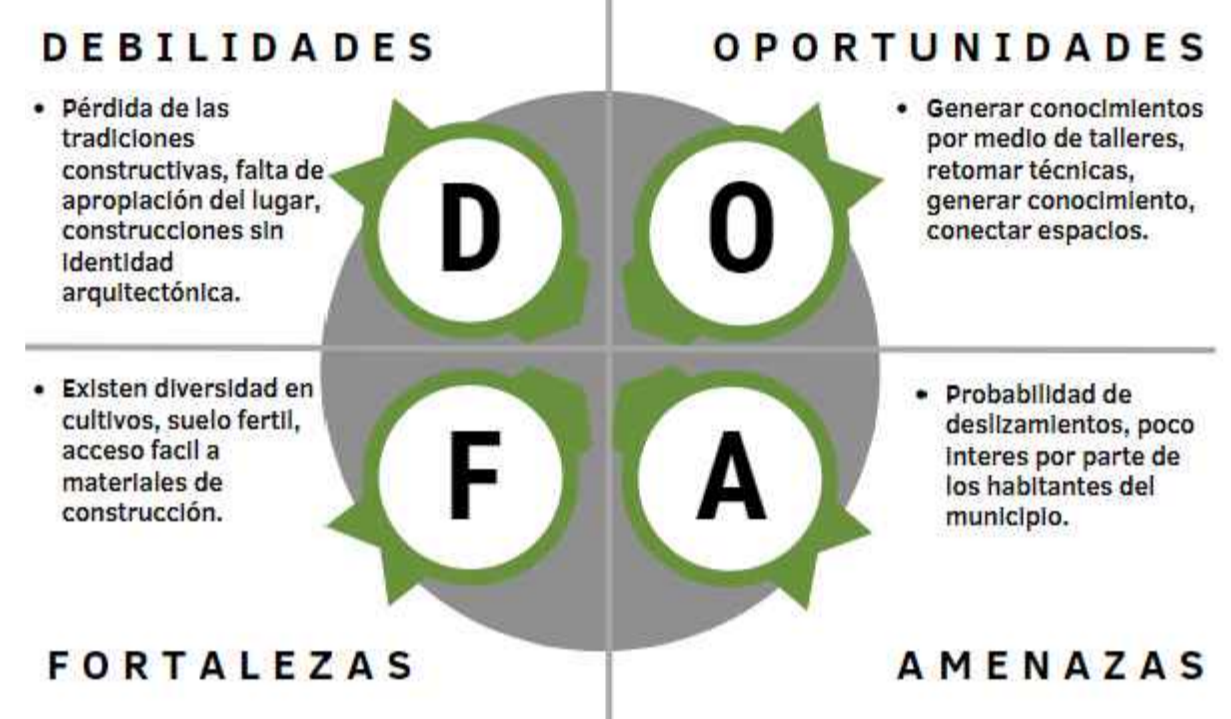 DEBILIDADES
• Pérdida de las
tradiciones
constructivas, falta de
apropiación del lugar,
construcciones sin
identidad
arquitectónica.
D
OPORTUNIDADES
• Generar conocimientos
por medio de talleres,
retomar técnicas,
generar conocimiento,
conectar espacios.
O
• Existen diversidad en
cultivos, suelo fertil,
acceso facil a
materiales de
construcción.
F
FORTALEZAS
• Probabilidad de
deslizamientos, poco
interes por parte de
los habitantes del
municipio.
A
AMENAZAS